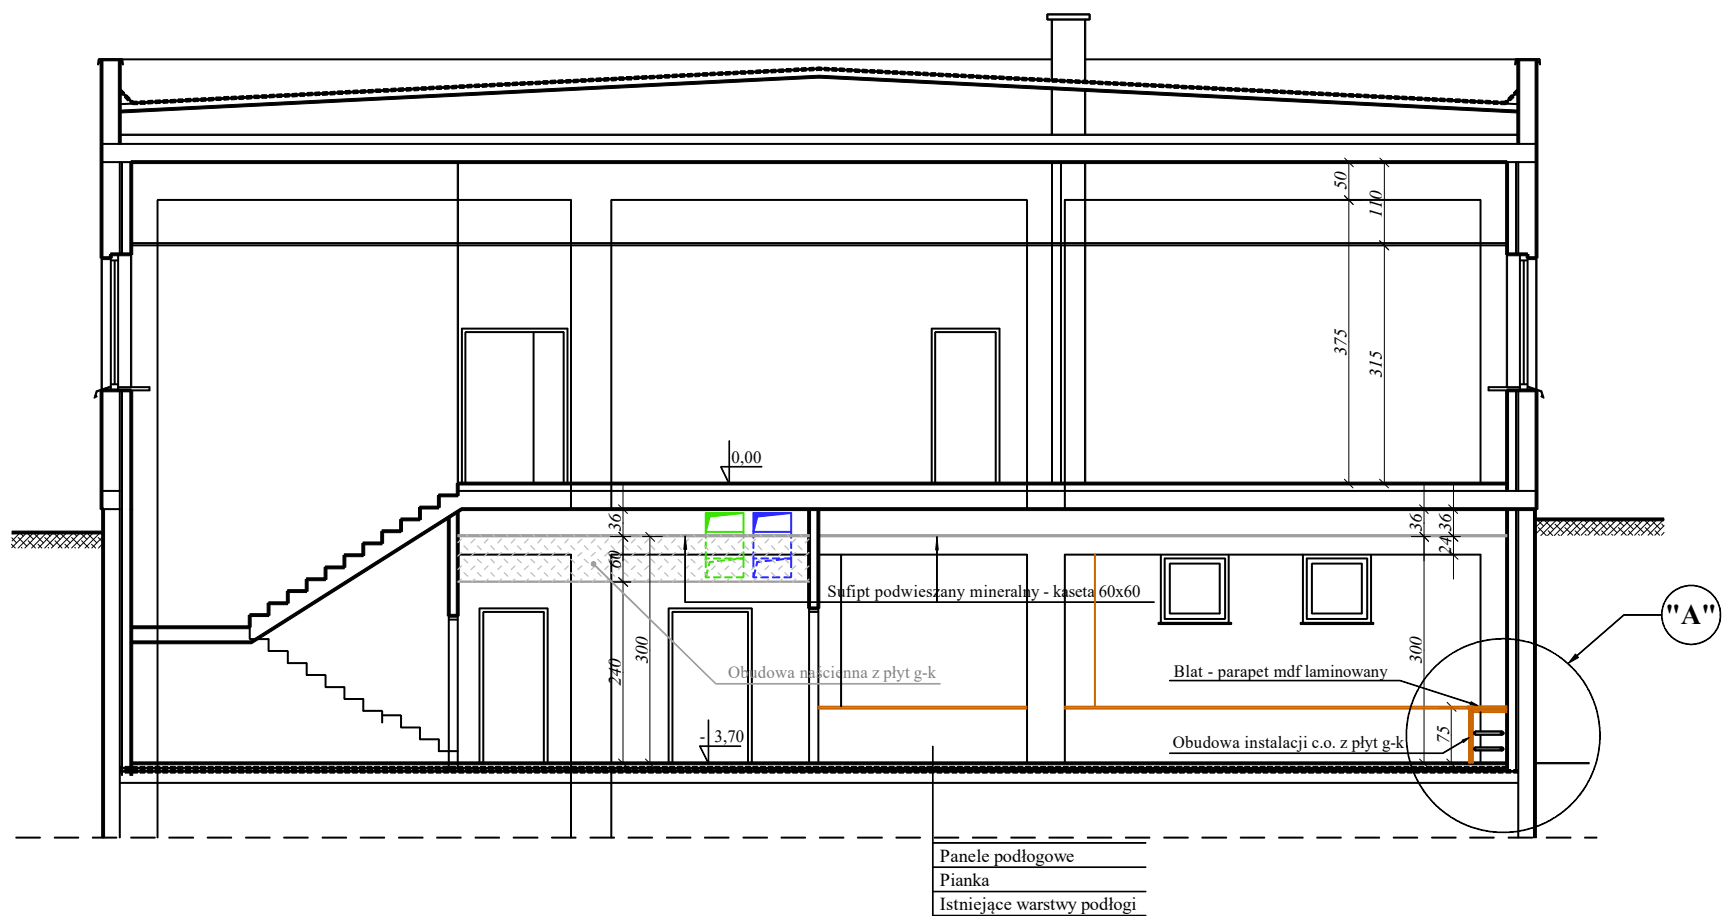 50
110
375
315
0,00
36
36
36
24
60
Sufipt podwieszany mineralny - kaseta 60x60
"A"
240
300
300
Obudowa naścienna z płyt g-k
Blat - parapet mdf laminowany
- 3,70
75
Obudowa instalacji c.o. z płyt g-k
Panele podłogowe
Pianka
Istniejące warstwy podłogi